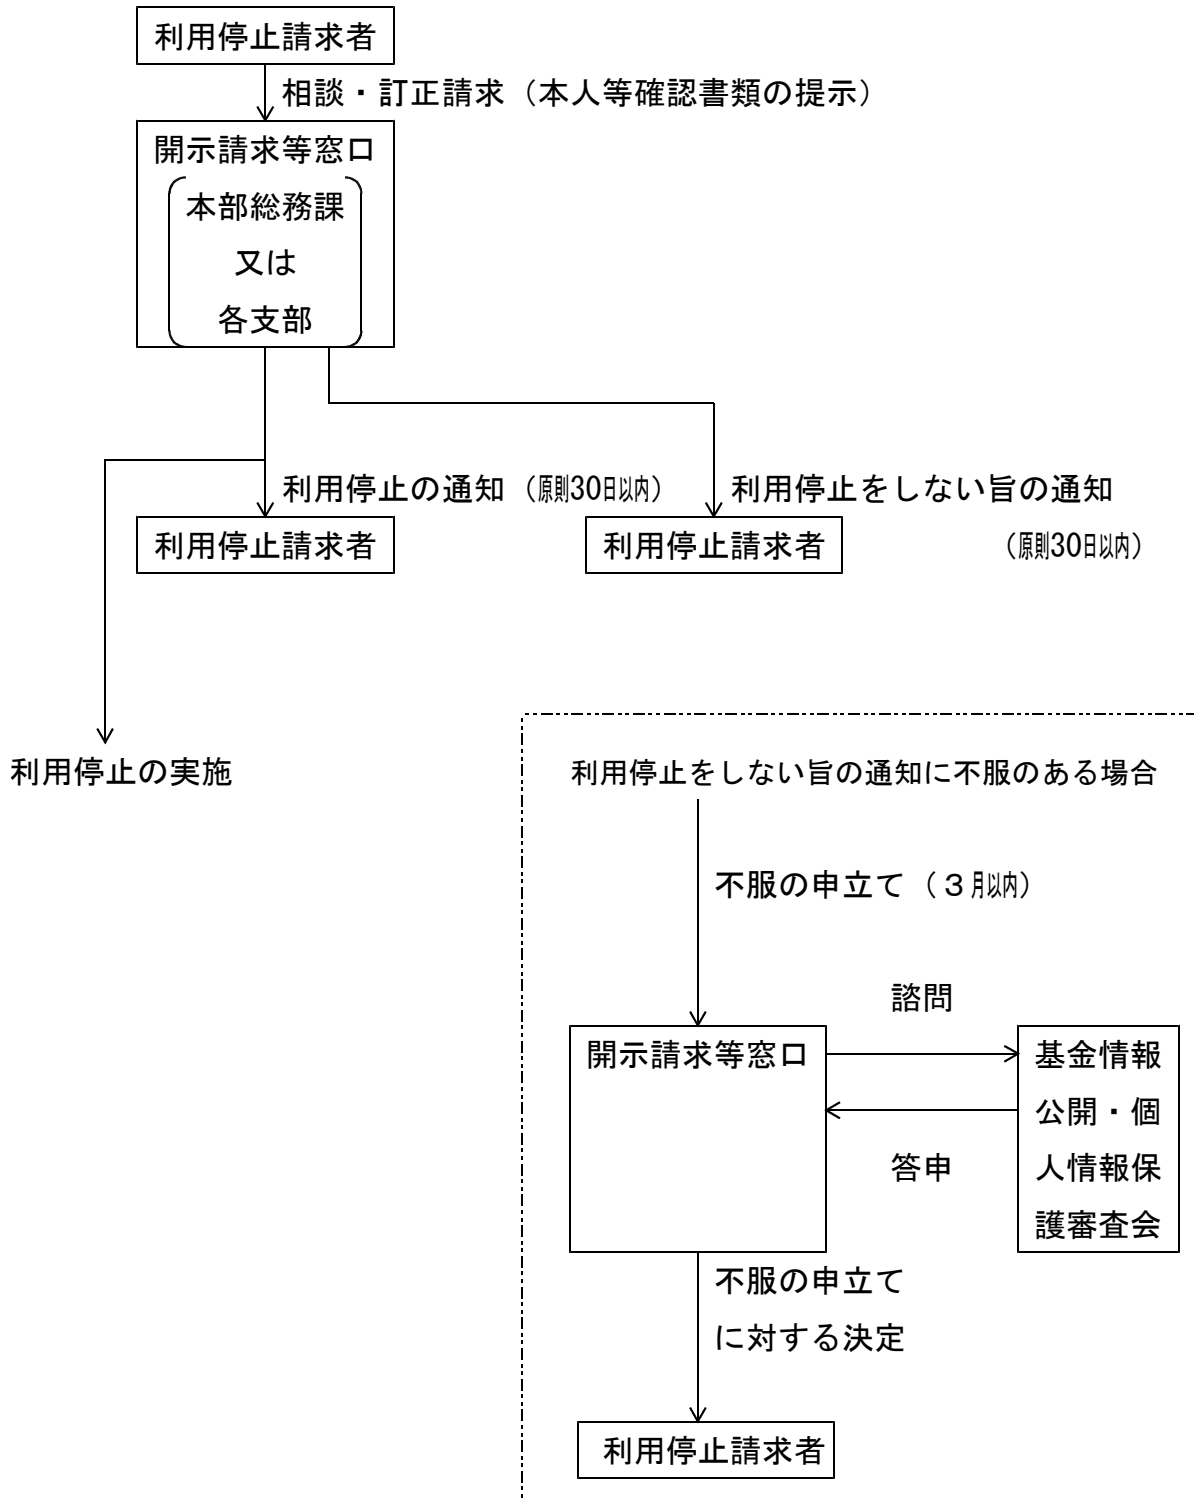 利用停止請求者
相談・訂正請求（本人等確認書類の提示）
開示請求等窓口
本部総務課
又は
各支部
利用停止の通知（原則30日以内）
利用停止をしない旨の通知
利用停止請求者
利用停止請求者
（原則30日以内）
利用停止の実施
利用停止をしない旨の通知に不服のある場合
不服の申立て（３月以内）
諮問
開示請求等窓口
基金情報
公開・個
人情報保
護審査会
答申
不服の申立て
に対する決定
利用停止請求者